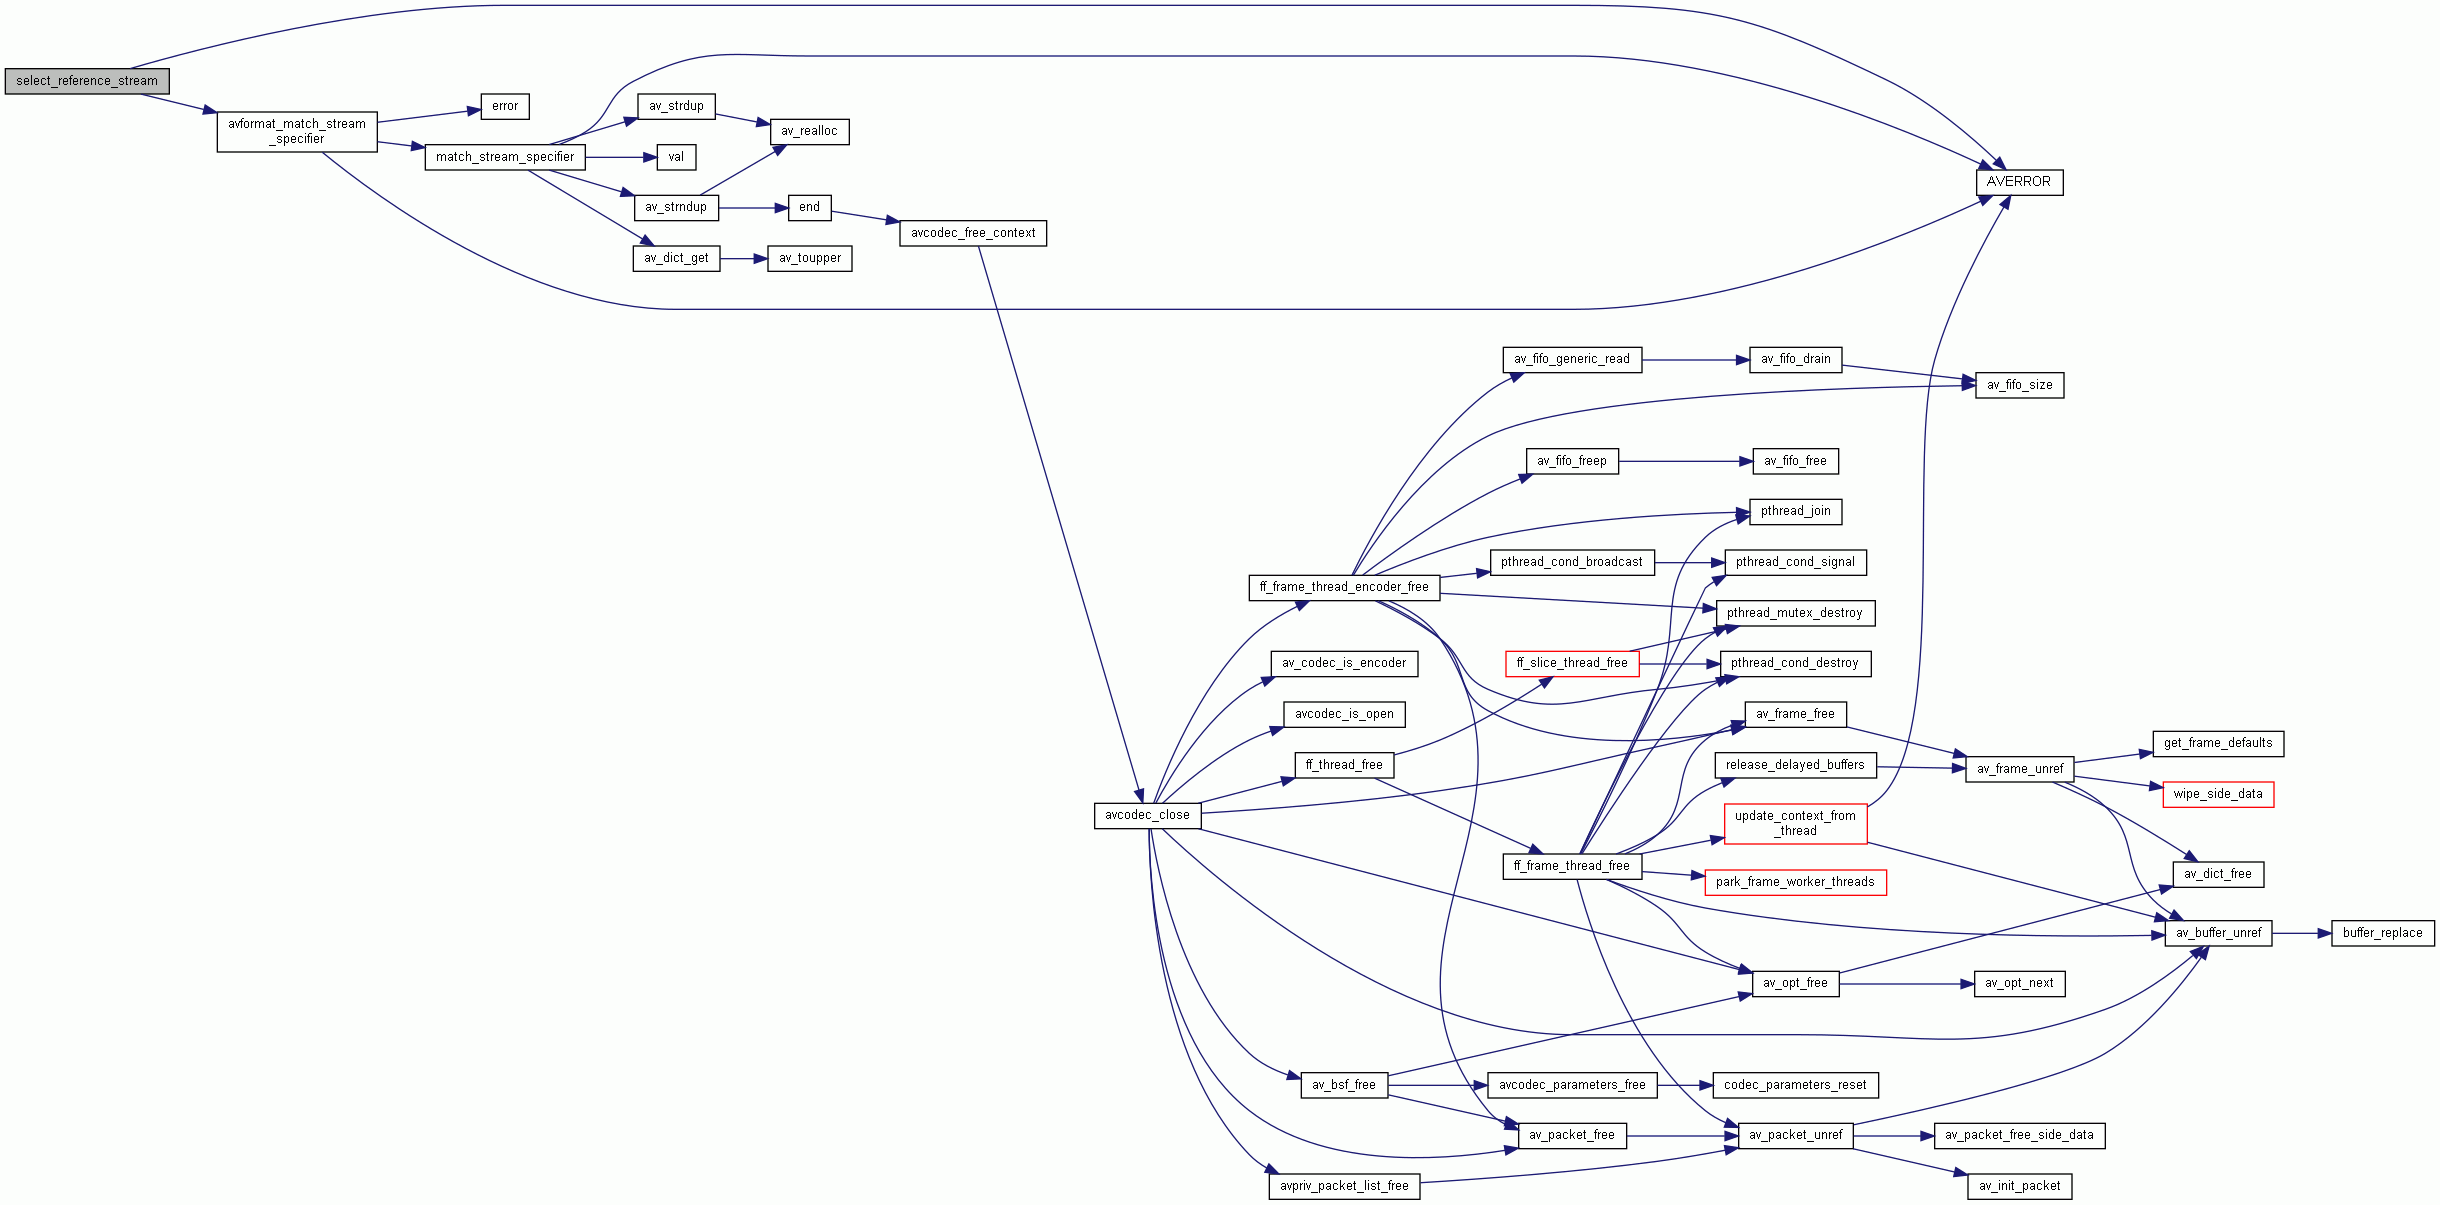 select_reference_stream
avformat_match_stream
_specifier
error
match_stream_specifier
av_strdup
av_realloc
val
av_strndup
end
avcodec_free_context
av_dict_get
av_toupper
AVERROR
av_fifo_generic_read
av_fifo_drain
av_fifo_size
av_fifo_freep
av_fifo_free
pthread_join
pthread_cond_broadcast
pthread_cond_signal
ff_frame_thread_encoder_free
pthread_mutex_destroy
av_codec_is_encoder
ff_slice_thread_free
pthread_cond_destroy
avcodec_is_open
av_frame_free
get_frame_defaults
ff_thread_free
release_delayed_buffers
av_frame_unref
wipe_side_data
avcodec_close
update_context_from
_thread
ff_frame_thread_free
park_frame_worker_threads
av_dict_free
av_buffer_unref
buffer_replace
av_opt_free
av_opt_next
av_bsf_free
avcodec_parameters_free
codec_parameters_reset
av_packet_free
av_packet_unref
av_packet_free_side_data
avpriv_packet_list_free
av_init_packet